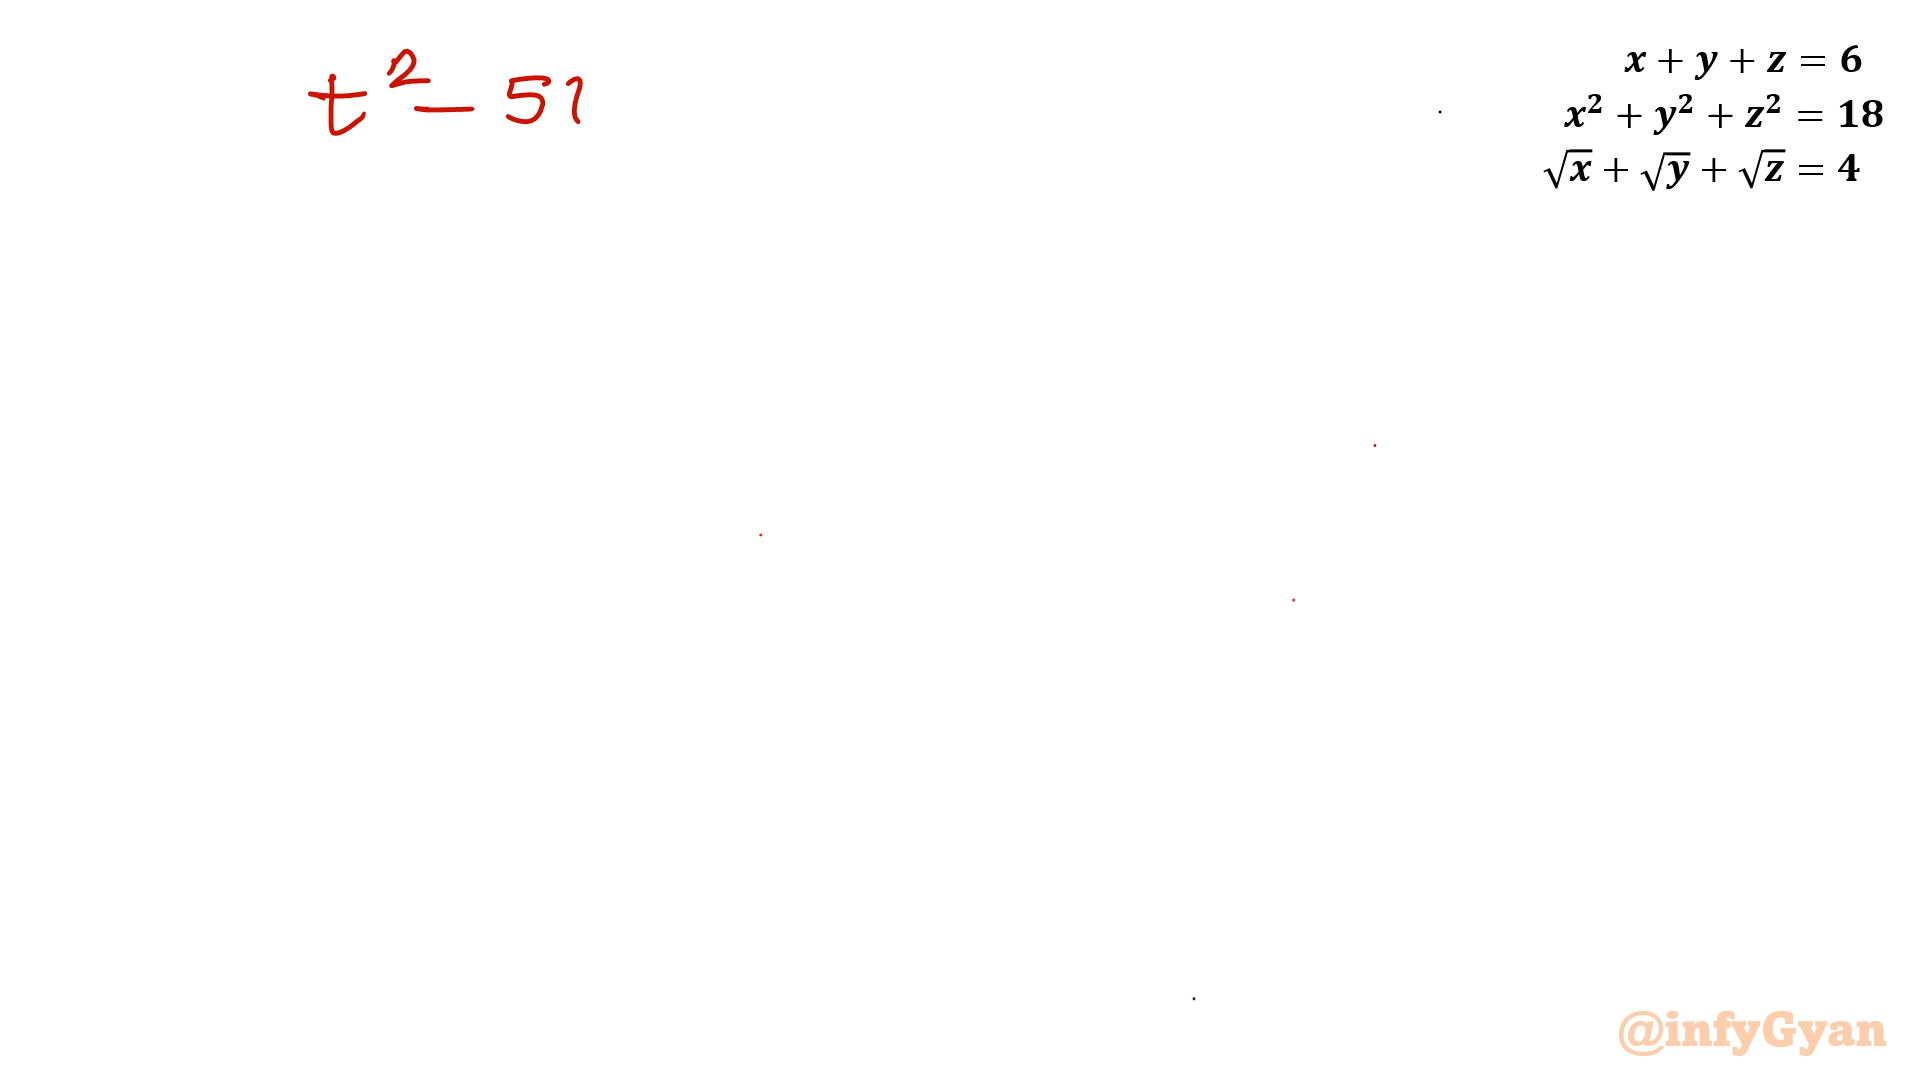 t² - 51
x + y + z = 6
x² + y² + z² = 18
√x + √y + √z = 4
@infyGyan